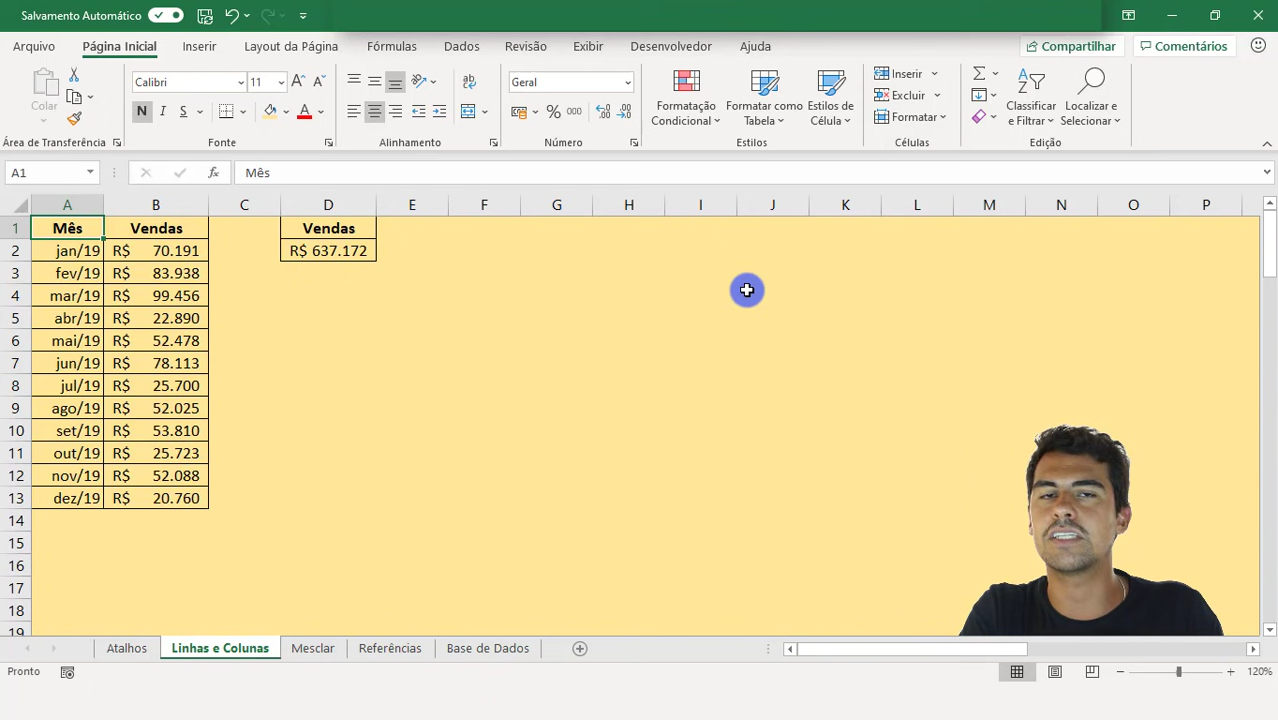 Salvamento Automático
Arquivo Página Inicial Inserir Layout da Página Fórmulas Dados Revisão Exibir Desenvolvedor Ajuda Compartilhar Comentários
Colar
Calibri 11
N I S
A A
ab
Geral
% 000
Formatação Condicional
Formatar como Tabela
Estilos de Célula
Inserir
Excluir
Formatar
Classificar e Filtrar
Localizar e Selecionar
Área de Transferência Fonte Alinhamento Número Estilos Células Edição
A1 fx Mês
A B C D E F G H I J K L M N O P
1 Mês Vendas Vendas
2 jan/19 R$ 70.191 R$ 637.172
3 fev/19 R$ 83.938
4 mar/19 R$ 99.456
5 abr/19 R$ 22.890
6 mai/19 R$ 52.478
7 jun/19 R$ 78.113
8 jul/19 R$ 25.700
9 ago/19 R$ 52.025
10 set/19 R$ 53.810
11 out/19 R$ 25.723
12 nov/19 R$ 52.088
13 dez/19 R$ 20.760
14
15
16
17
18
19
Atalhos Linhas e Colunas Mesclar Referências Base de Dados
Pronto 120%